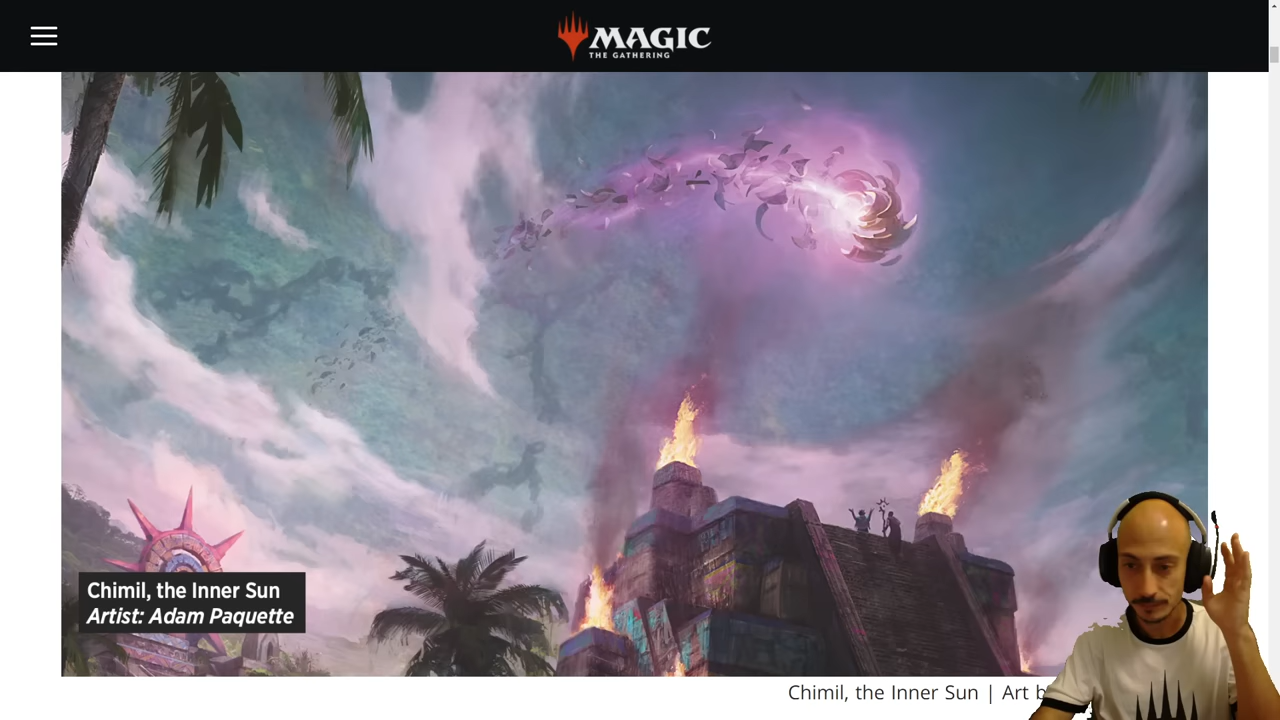 MAGIC
THE GATHERING
Chimil, the Inner Sun
Artist: Adam Paquette
Chimil, the Inner Sun | Art b